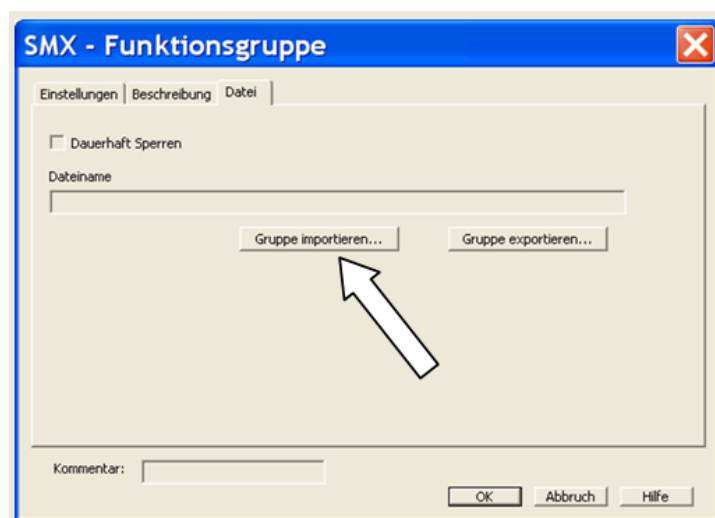 SMX - Funktionsgruppe
Einstellungen Beschreibung Datei
Dauerhaft Sperren
Dateiname
Gruppe importieren... Gruppe exportieren...
Kommentar:
OK Abbruch Hilfe